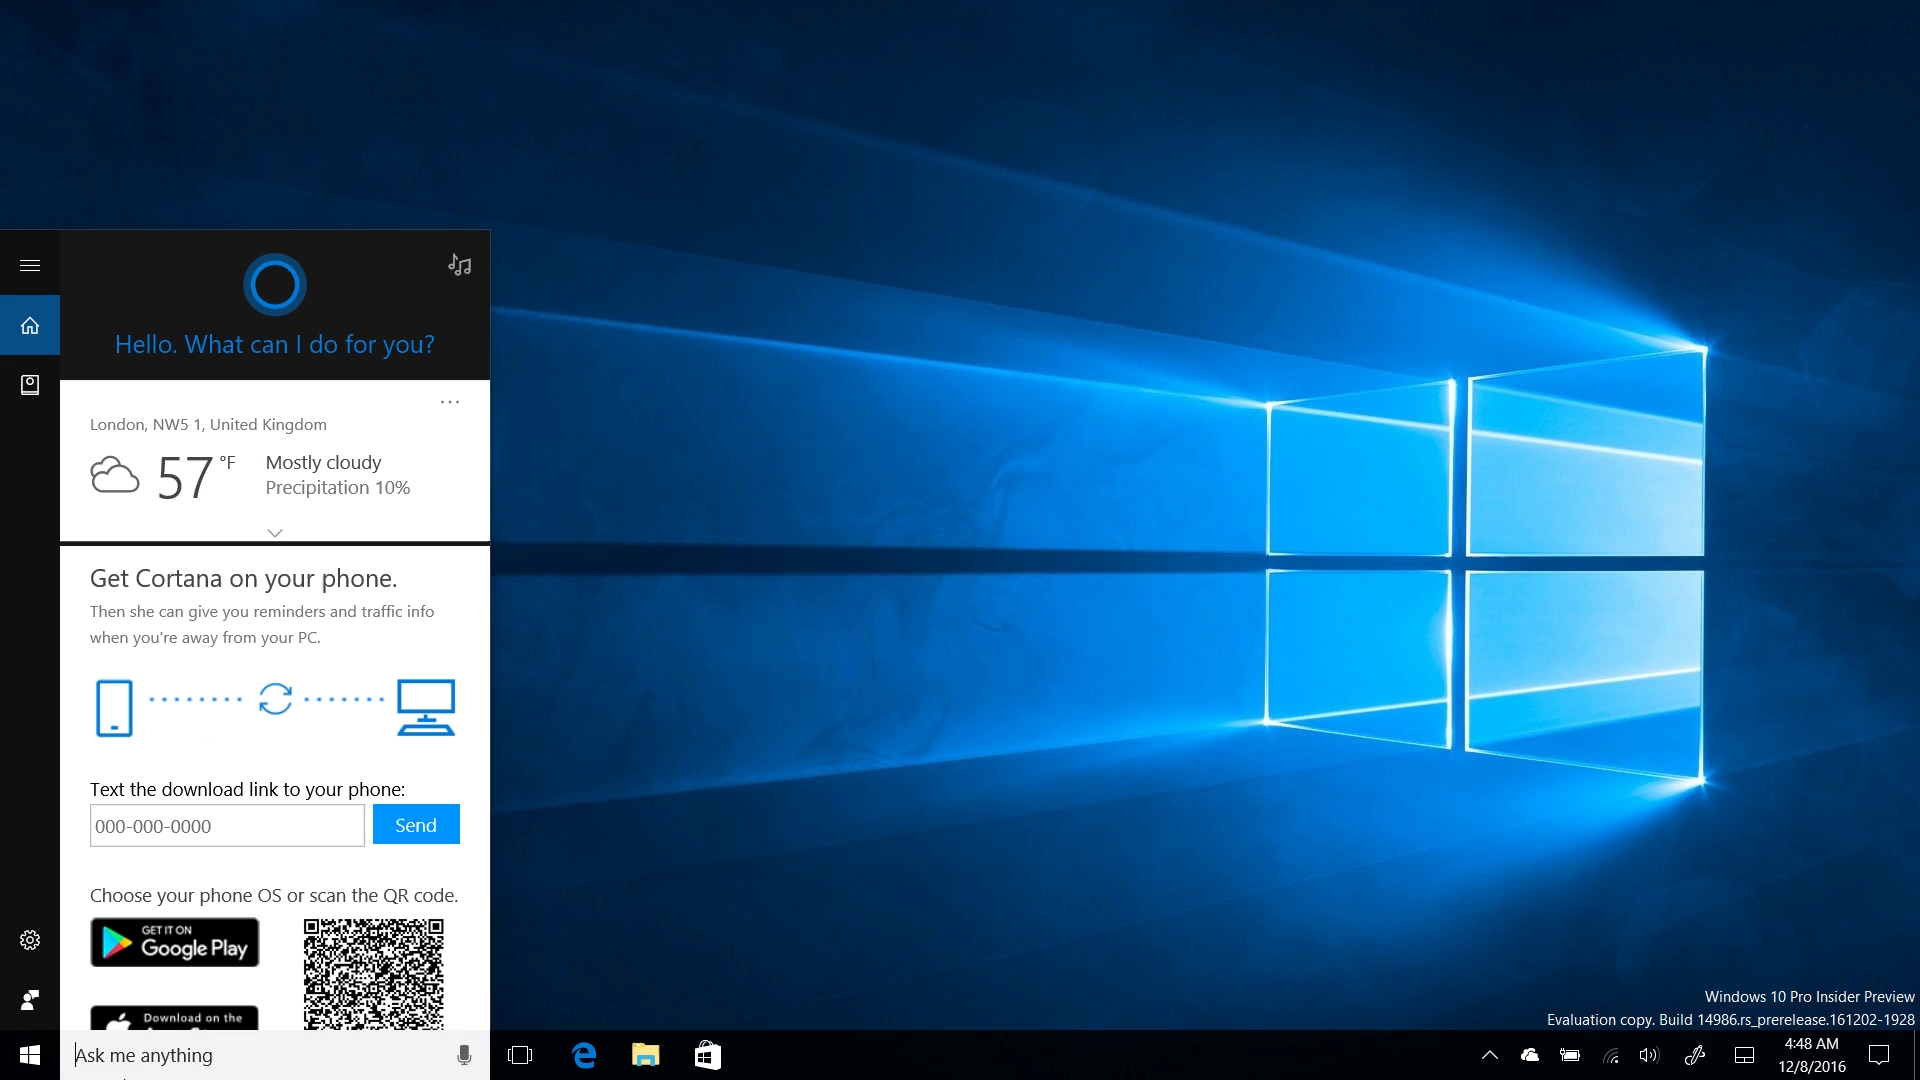 Hello. What can I do for you?
London, NW5 1, United Kingdom
57 °F
Mostly cloudy
Precipitation 10%
Get Cortana on your phone.
Then she can give you reminders and traffic info
when you're away from your PC.
Text the download link to your phone:
000-000-0000
Send
Choose your phone OS or scan the QR code.
GET IT ON
Google Play
Download on the
Ask me anything
Windows 10 Pro Insider Preview
Evaluation copy. Build 14986.rs_prerelease.161202-1928
4:48 AM
12/8/2016